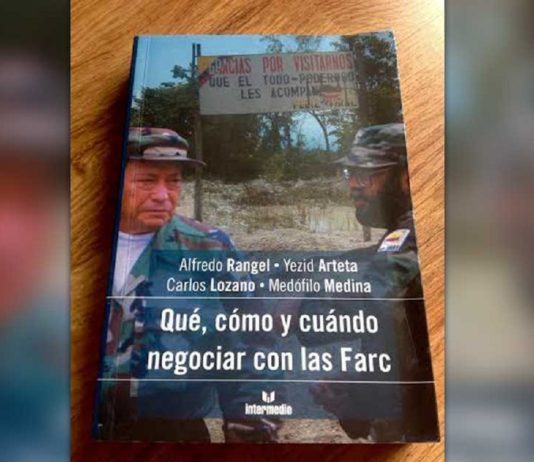 GRACIAS POR VISITARNOS
QUE EL TODO-PODEROSO
LES ACOMPAÑE
Alfredo Rangel • Yezid Arteta
Carlos Lozano • Medófilo Medina
Qué, cómo y cuándo
negociar con las Farc
intermedio